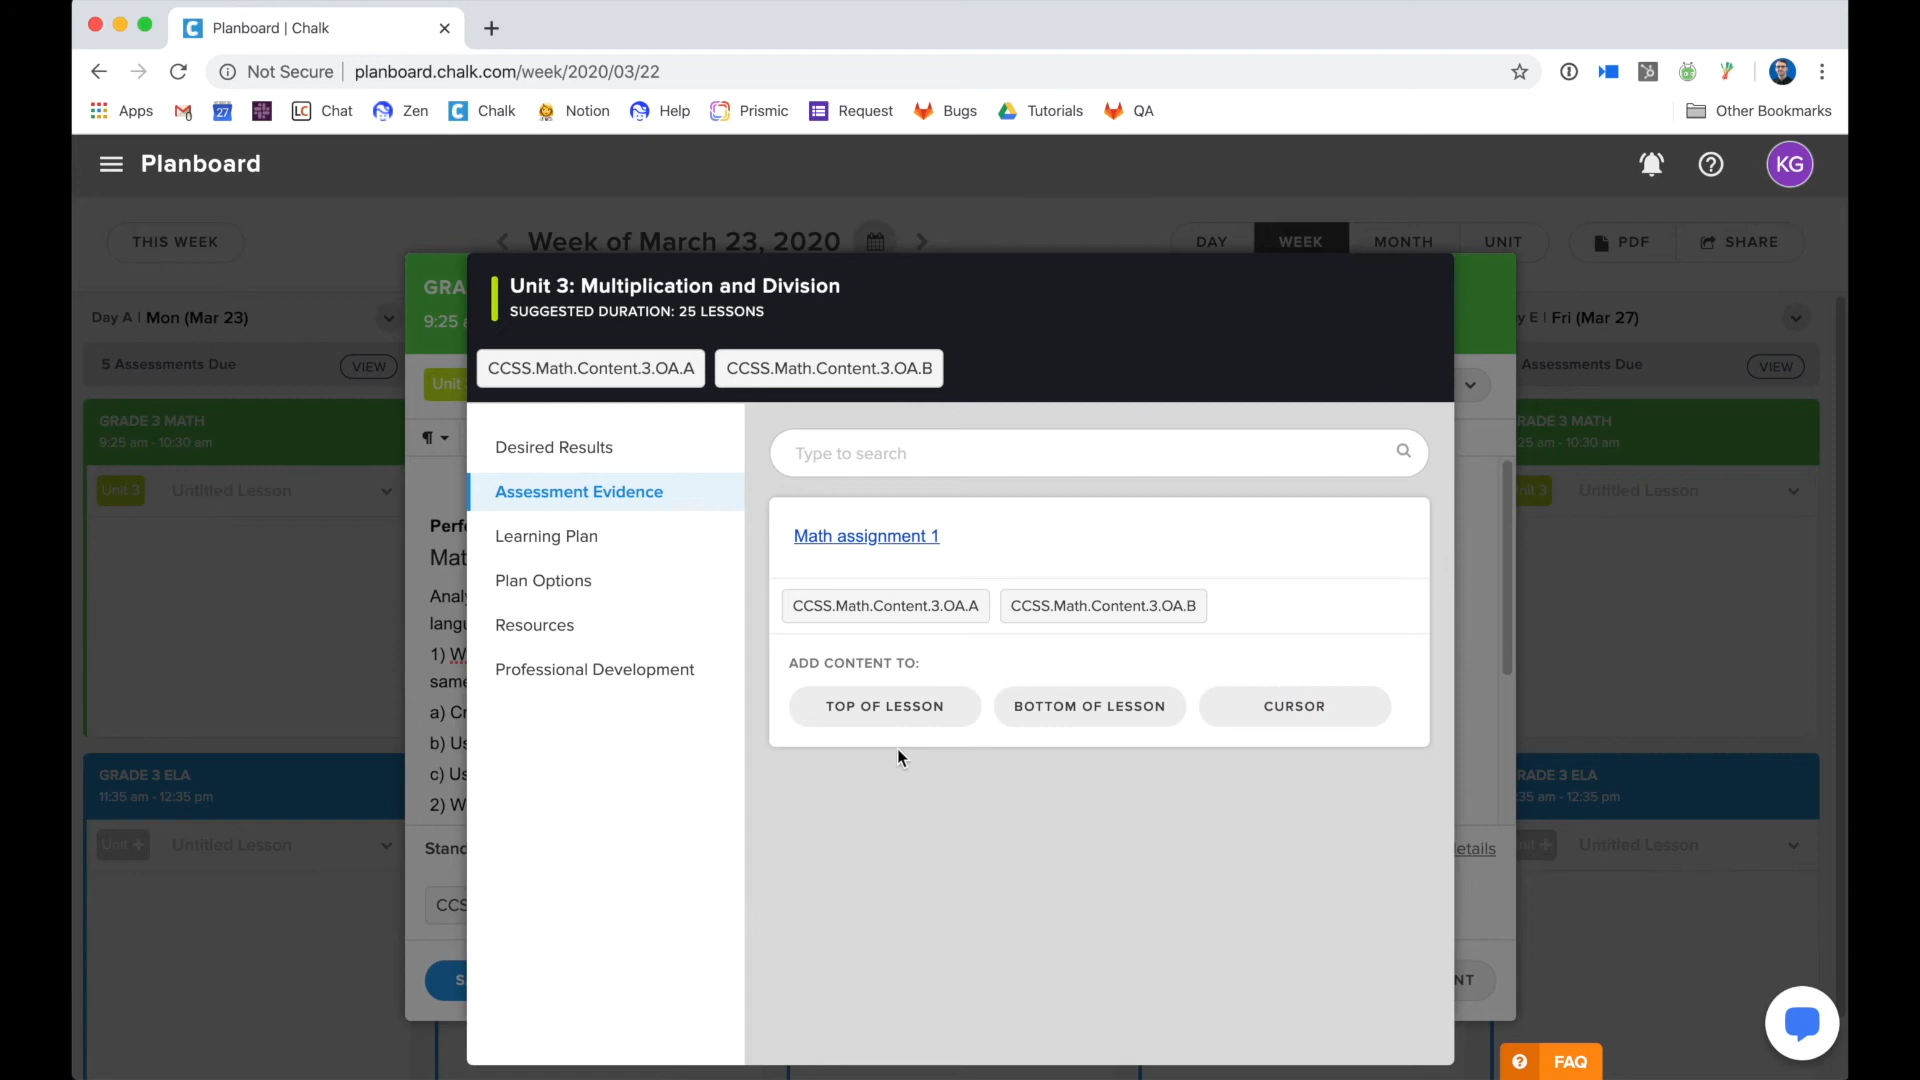 Planboard | Chalk
Not Secure | planboard.chalk.com/week/2020/03/22
Apps 27 LC Chat Zen Chalk Notion Help Prismic Request Bugs Tutorials QA Other Bookmarks
Planboard KG
THIS WEEK Week of March 23, 2020 DAY WEEK MONTH UNIT PDF SHARE
Unit 3: Multiplication and Division
SUGGESTED DURATION: 25 LESSONS
CCSS.Math.Content.3.OA.A CCSS.Math.Content.3.OA.B
Desired Results
Assessment Evidence
Learning Plan
Plan Options
Resources
Professional Development
Type to search
Math assignment 1
CCSS.Math.Content.3.OA.A CCSS.Math.Content.3.OA.B
ADD CONTENT TO:
TOP OF LESSON BOTTOM OF LESSON CURSOR
Day A | Mon (Mar 23)
5 Assessments Due VIEW
GRADE 3 MATH
9:25 am - 10:30 am
Unit 3 Untitled Lesson
GRADE 3 ELA
11:35 am - 12:35 pm
Unit + Untitled Lesson
GRA
9:25 a
Unit
Perf
Mat
Analy
langu
1) W
same
a) Cr
b) Us
c) Us
2) W
Stand
CCS
S
y E | Fri (Mar 27)
Assessments Due VIEW
RADE 3 MATH
25 am - 10:30 am
nit 3 Untitled Lesson
RADE 3 ELA
35 am - 12:35 pm
nit + Untitled Lesson
etails
NT
FAQ